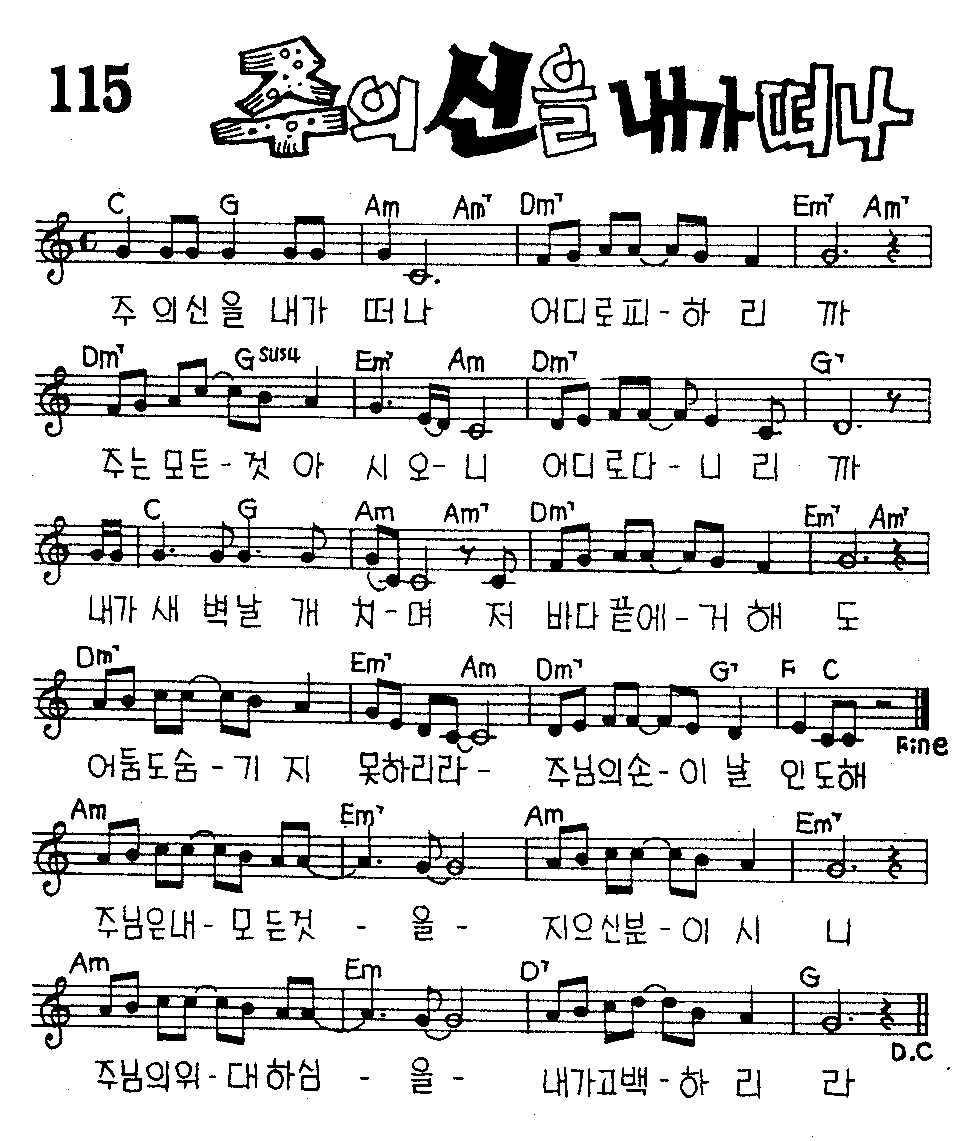 115 주의 신을 내가 떠나
C G Am Am7 Dm7 Em7 Am7
주 의신을 내가 떠나 어디로피-하 리 까
Dm7 G sus4 Em7 Am Dm7 G7
주는모든-것 아 시 오-니 어디로다-니 리 까
C G Am Am7 Dm7 Em7 Am7
내가 새 벽날 개 치-며 저 바다끝에-거 해 도
Dm7 Em7 Am Dm7 G7 F C
어둠도숨-기 지 못하리라- 주님의손-이 날 인도해
Fine
Am Em7 Am Em7
주님은내-모든것 - 을- 지으신분-이 시 니
Am Em D7 G
주님의위-대하심 - 을- 내가고백-하 리 라
D.C